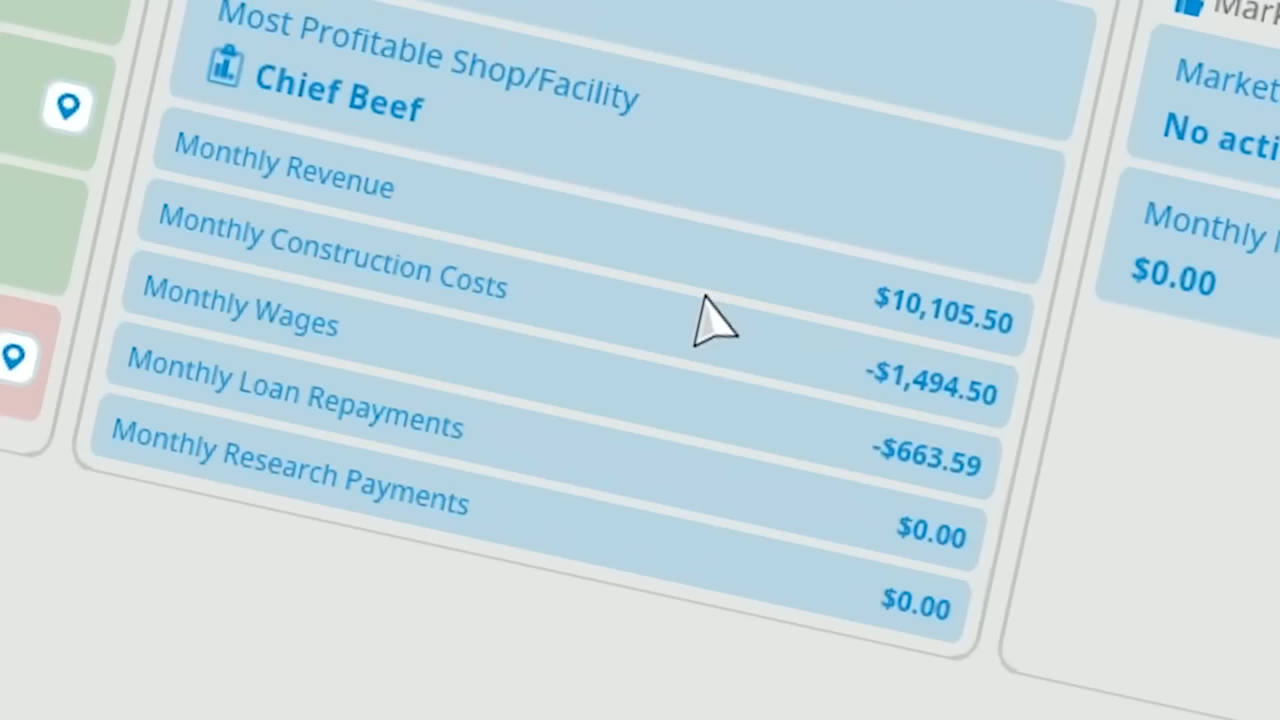 Most Profitable Shop/Facility
Chief Beef
Monthly Revenue $10,105.50
Monthly Construction Costs -$1,494.50
Monthly Wages -$663.59
Monthly Loan Repayments $0.00
Monthly Research Payments $0.00
Market
No acti
Monthly
$0.00